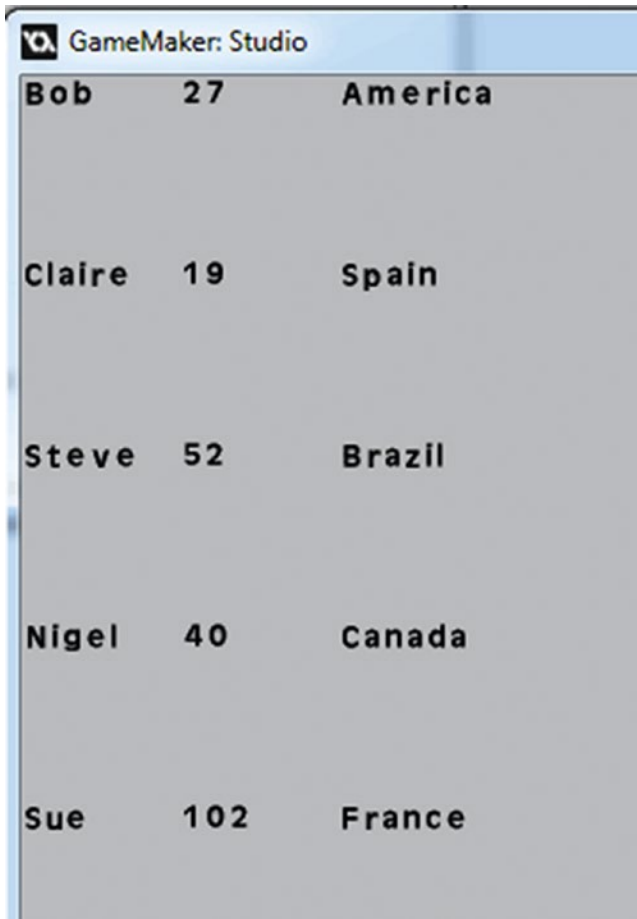 GameMaker: Studio
Bob 27 America
Claire 19 Spain
Steve 52 Brazil
Nigel 40 Canada
Sue 102 France